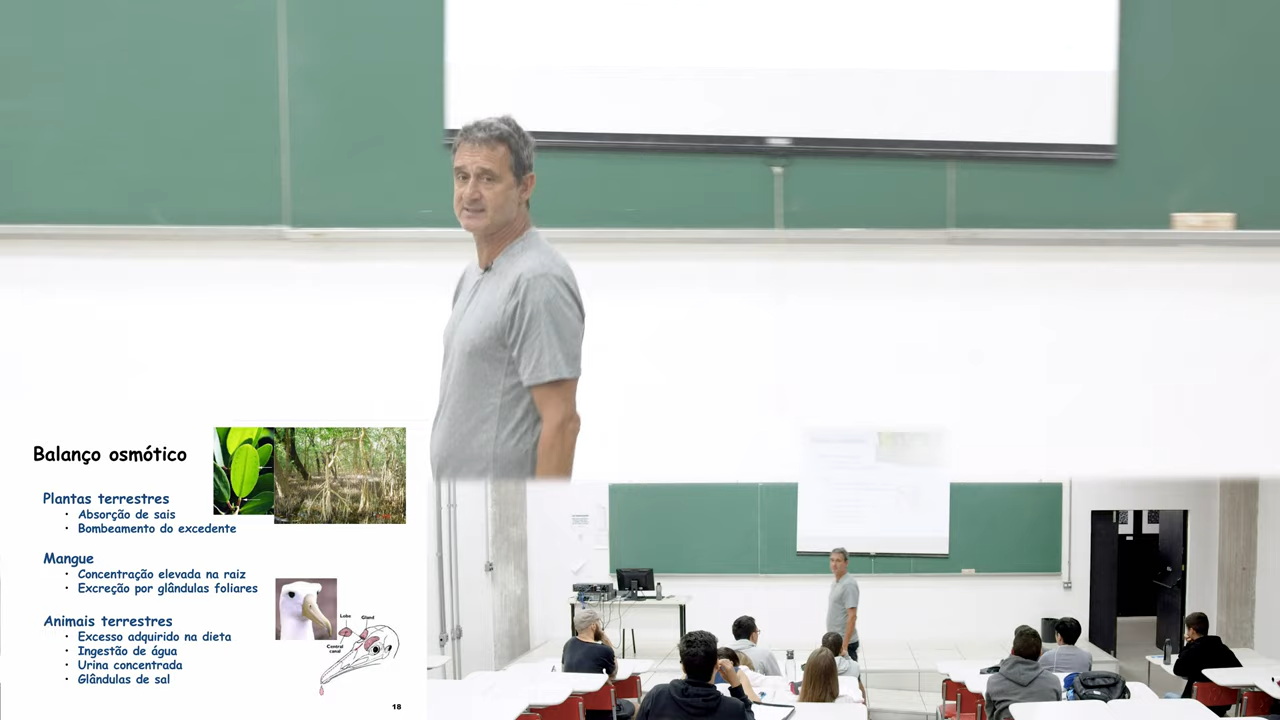 Balanço osmótico
Plantas terrestres
• Absorção de sais
• Bombeamento do excedente
Mangue
• Concentração elevada na raiz
• Excreção por glândulas foliares
Animais terrestres
• Excesso adquirido na dieta
• Ingestão de água
• Urina concentrada
• Glândulas de sal
Lobe
Gland
Central
canal
18